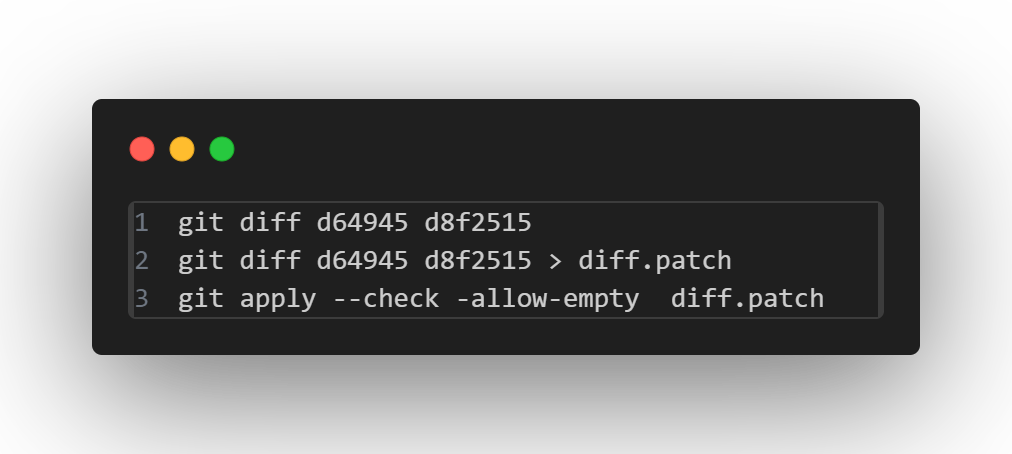 1 git diff d64945 d8f2515
2 git diff d64945 d8f2515 > diff.patch
3 git apply --check -allow-empty  diff.patch